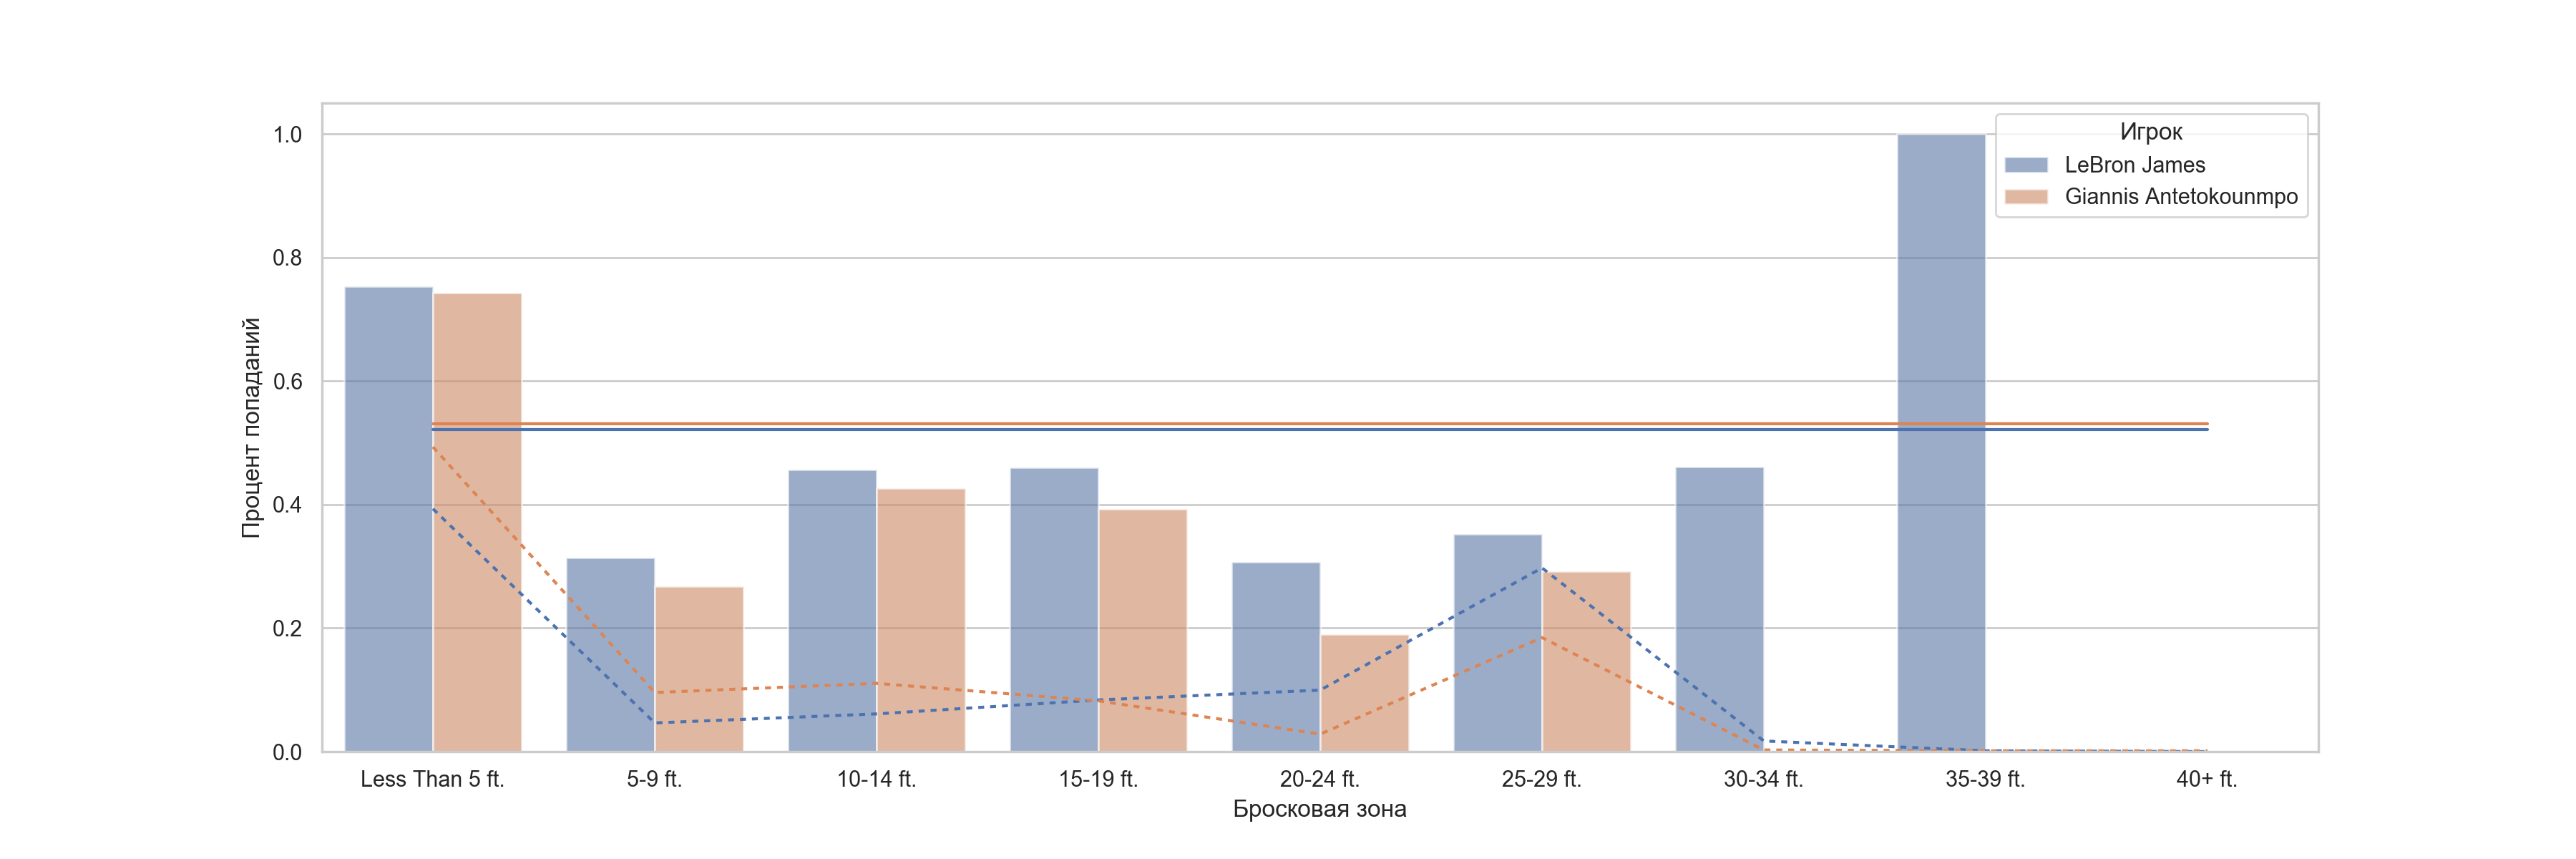 Игрок
LeBron James
Giannis Antetokounmpo
Процент попаданий
1.0
0.8
0.6
0.4
0.2
0.0
Less Than 5 ft.
5-9 ft.
10-14 ft.
15-19 ft.
20-24 ft.
25-29 ft.
30-34 ft.
35-39 ft.
40+ ft.
Бросковая зона